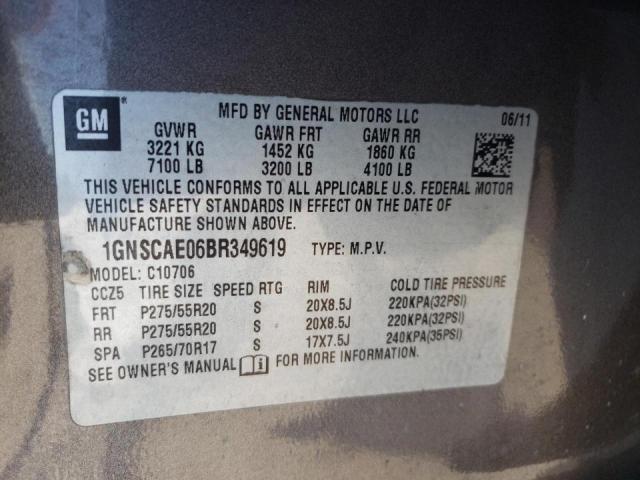 GM
MFD BY GENERAL MOTORS LLC 06/11
GVWR GAWR FRT GAWR RR
3221 KG 1452 KG 1860 KG
7100 LB 3200 LB 4100 LB
THIS VEHICLE CONFORMS TO ALL APPLICABLE U.S. FEDERAL MOTOR
VEHICLE SAFETY STANDARDS IN EFFECT ON THE DATE OF
MANUFACTURE SHOWN ABOVE.
1GNSCAE06BR349619 TYPE: M.P.V.
MODEL: C10706
CCZ5 TIRE SIZE SPEED RTG RIM COLD TIRE PRESSURE
FRT P275/55R20 S 20X8.5J 220KPA(32PSI)
RR P275/55R20 S 20X8.5J 220KPA(32PSI)
SPA P265/70R17 S 17X7.5J 240KPA(35PSI)
SEE OWNER'S MANUAL FOR MORE INFORMATION.